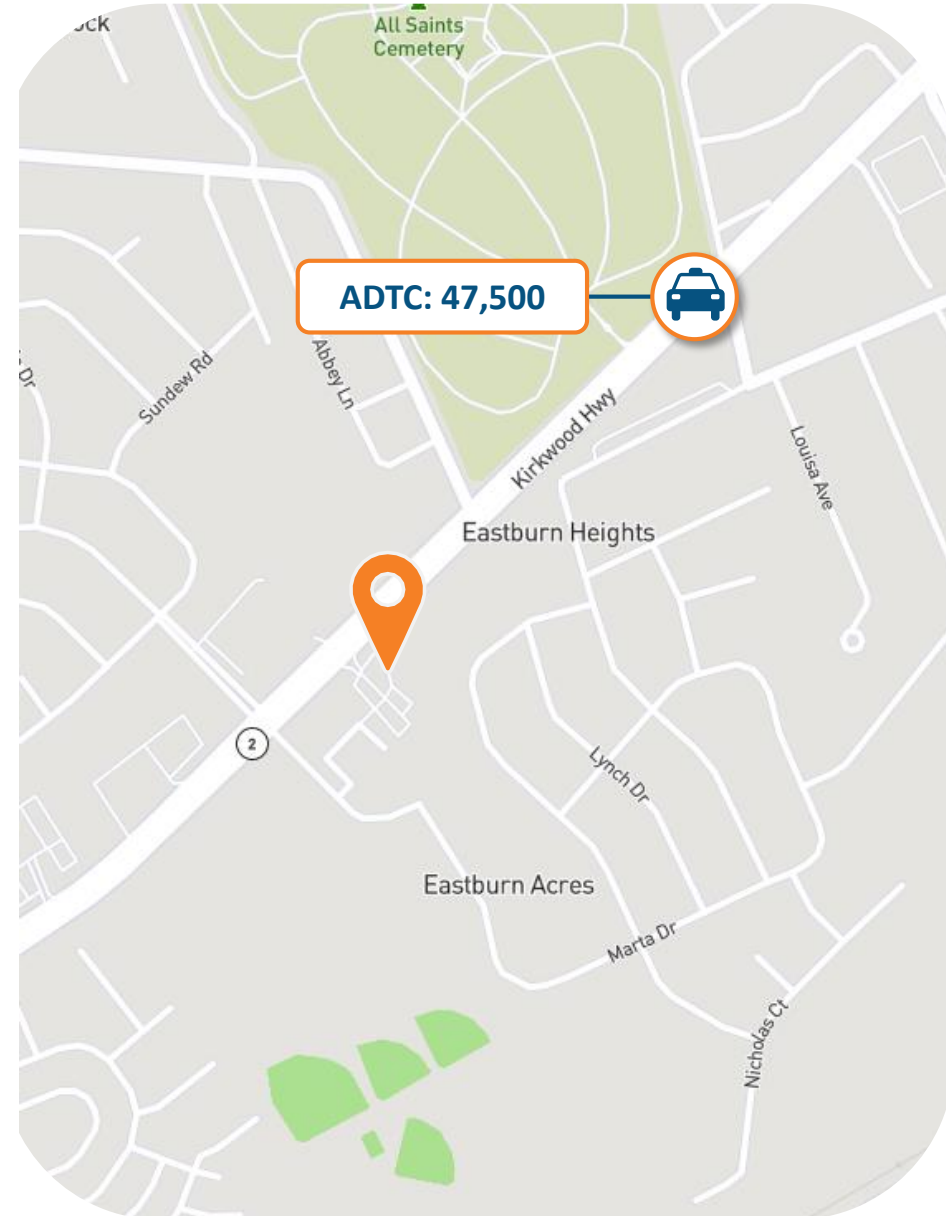 All Saints
Cemetery
ADTC: 47,500
Sundew Rd
Abbey Ln
Dr
Kirkwood Hwy
Louisa Ave
Eastburn Heights
2
Lynch Dr
Eastburn Acres
Marta Dr
Nicholas Ct